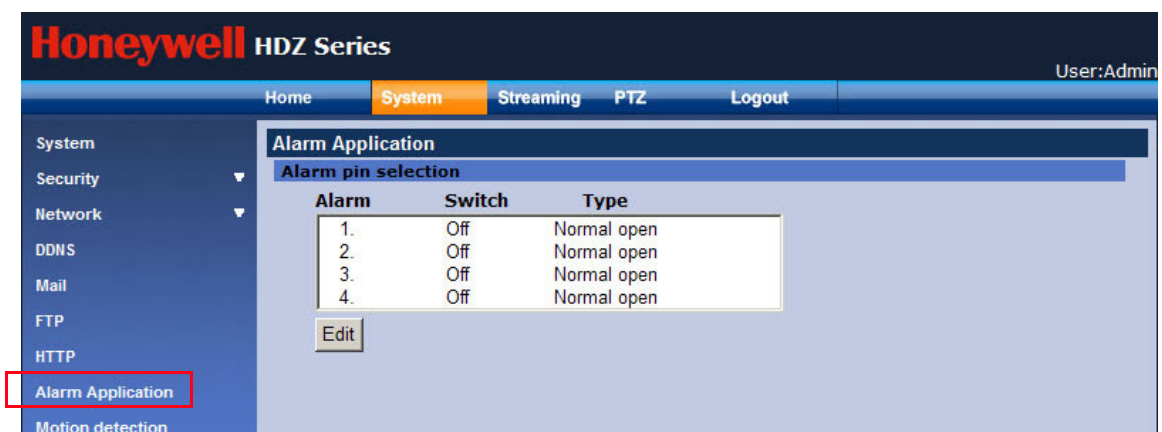 Honeywell HDZ Series
User:Admin
Home System Streaming PTZ Logout
System
Security
Network
DDNS
Mail
FTP
HTTP
Alarm Application
Motion detection
Alarm Application
Alarm pin selection
Alarm Switch Type
1. Off Normal open
2. Off Normal open
3. Off Normal open
4. Off Normal open
Edit